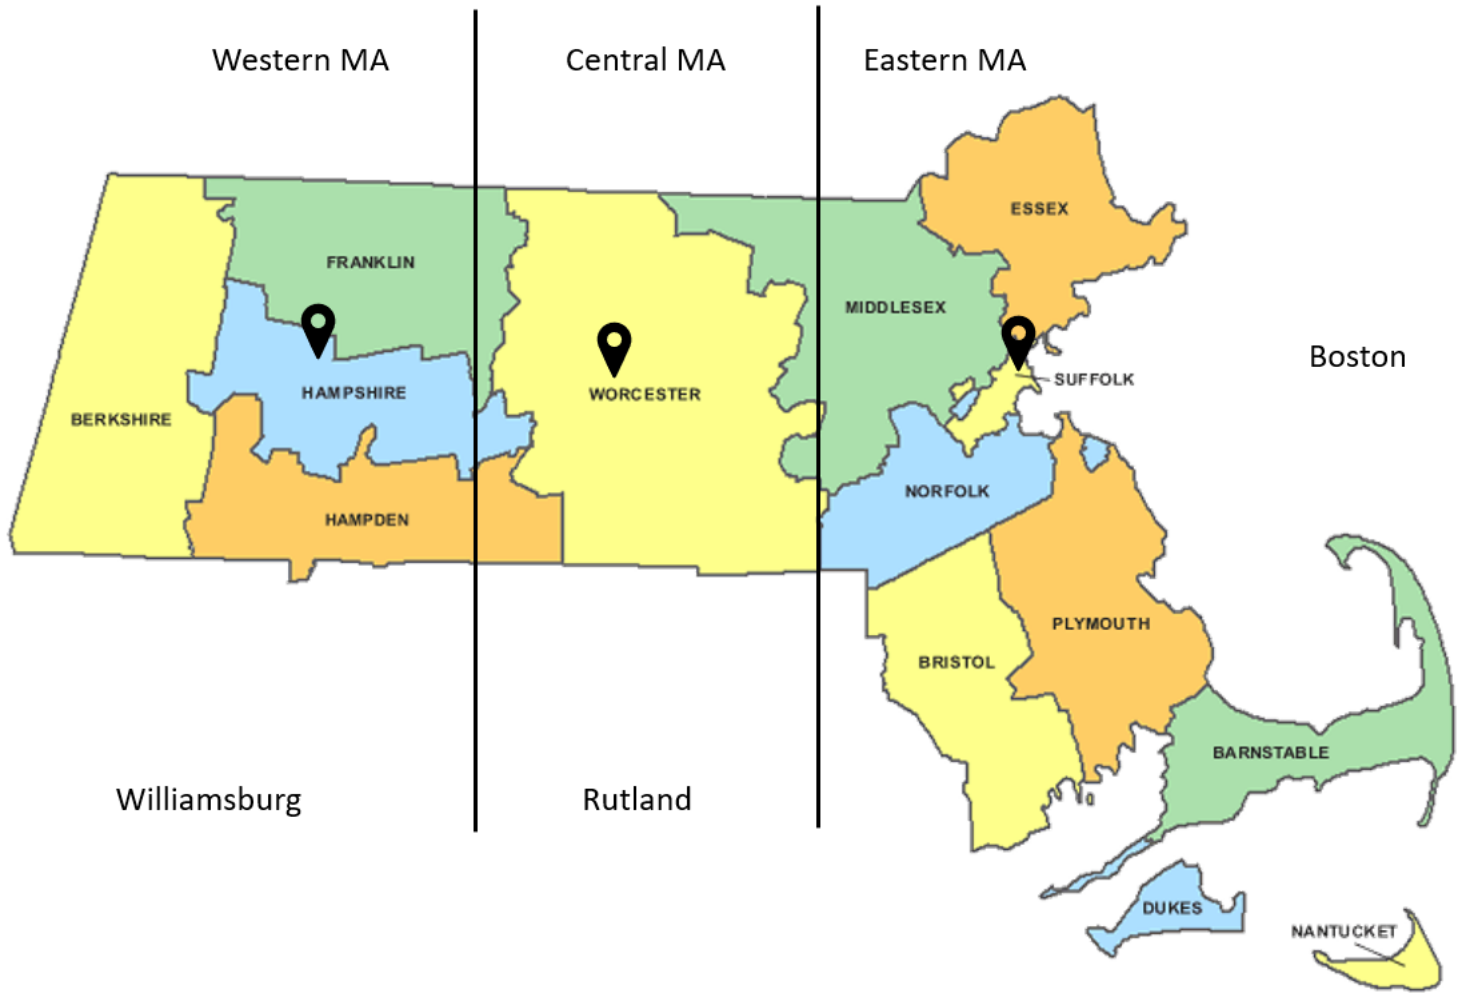 Western MA
Central MA
Eastern MA
ESSEX
FRANKLIN
MIDDLESEX
Boston
SUFFOLK
HAMPSHIRE
WORCESTER
BERKSHIRE
NORFOLK
HAMPDEN
PLYMOUTH
BRISTOL
BARNSTABLE
Williamsburg
Rutland
DUKES
NANTUCKET